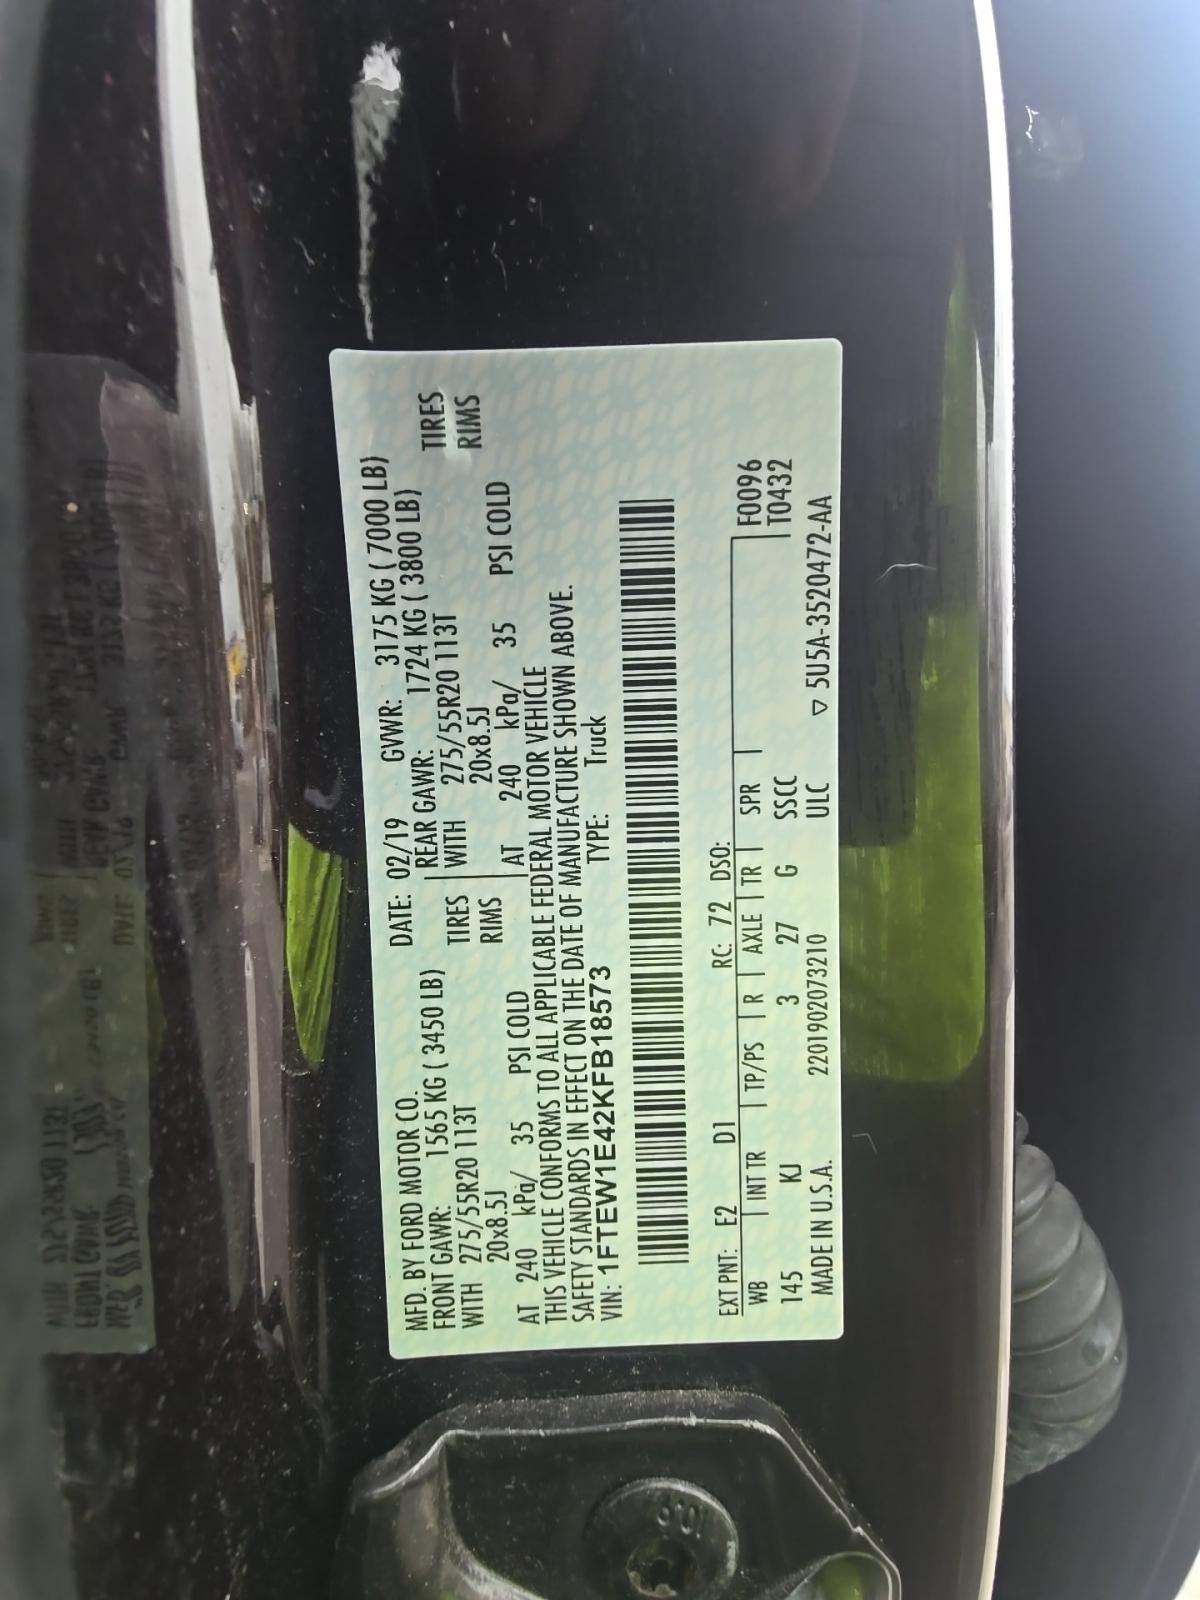 MFD. BY FORD MOTOR CO. DATE: 02/19 GVWR: 3175 KG ( 7000 LB)
FRONT GAWR: 1565 KG ( 3450 LB) REAR GAWR: 1724 KG ( 3800 LB)
WITH 275/55R20 113T TIRES WITH 275/55R20 113T TIRES
20x8.5J RIMS 20x8.5J RIMS
AT 240 kPa/ 35 PSI COLD AT 240 kPa/ 35 PSI COLD
THIS VEHICLE CONFORMS TO ALL APPLICABLE FEDERAL MOTOR VEHICLE
SAFETY STANDARDS IN EFFECT ON THE DATE OF MANUFACTURE SHOWN ABOVE.
VIN: 1FTEW1E42KFB18573 TYPE: Truck
EXT PNT: E2 D1 RC: 72 DSO: F0096
WB INT TR TP/PS R AXLE TR SPR T0432
145 KJ 3 27 G SSCC
MADE IN U.S.A. 2201902073210 ULC ▽ 5U5A-3520472-AA
10.9